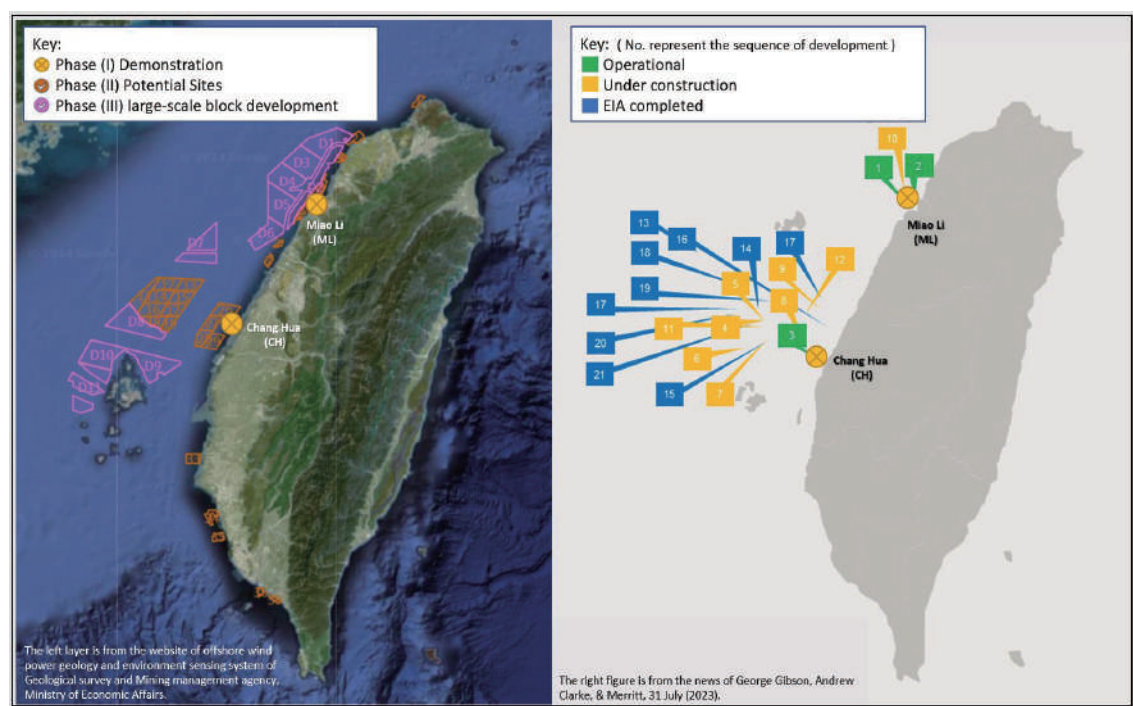 Key:
Phase (I) Demonstration
Phase (II) Potential Sites
Phase (III) large-scale block development
D1
D3
D4
D5
D6
D7
D8
D10
D9
Miao Li
(ML)
Chang Hua
(CH)
The left layer is from the website of offshore wind
power geology and environment sensing system of
Geological survey and Mining management agency,
Ministry of Economic Affairs.
Key: ( No. represent the sequence of development )
Operational
Under construction
EIA completed
10
1
2
Miao Li
(ML)
13
16
14
17
18
9
12
5
19
8
17
11
4
3
20
6
21
15
7
Chang Hua
(CH)
The right figure is from the news of George Gibson, Andrew
Clarke, & Merritt, 31 July (2023).